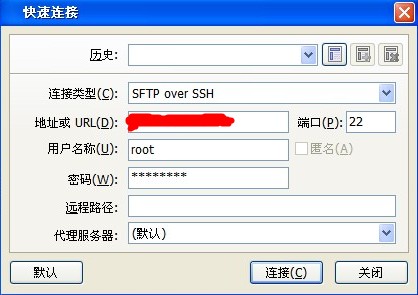 快速连接
历史:
连接类型(C): SFTP over SSH
地址或 URL(D): 端口(P): 22
用户名称(U): root 匿名(A)
密码(W): ********
远程路径:
代理服务器: (默认)
默认 连接(C) 关闭